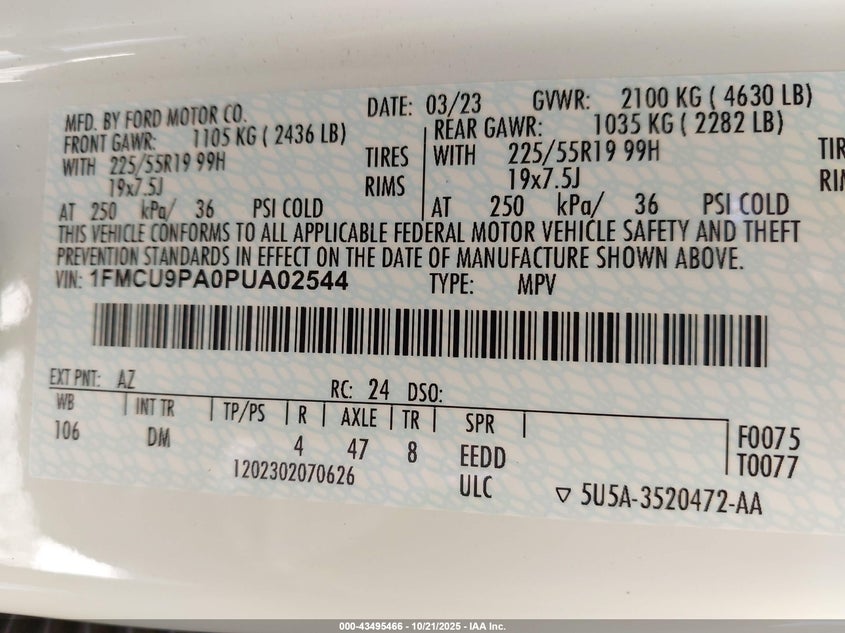 MFD. BY FORD MOTOR CO. DATE: 03/23 GVWR: 2100 KG ( 4630 LB)
FRONT GAWR: 1105 KG ( 2436 LB) REAR GAWR: 1035 KG ( 2282 LB)
WITH 225/55R19 99H TIRES WITH 225/55R19 99H TIR
19x7.5J RIMS 19x7.5J RIM
AT 250 kPa/ 36 PSI COLD AT 250 kPa/ 36 PSI COLD
THIS VEHICLE CONFORMS TO ALL APPLICABLE FEDERAL MOTOR VEHICLE SAFETY AND THEFT
PREVENTION STANDARDS IN EFFECT ON THE DATE OF MANUFACTURE SHOWN ABOVE.
VIN: 1FMCU9PA0PUA02544 TYPE: MPV
EXT PNT: AZ RC: 24 DSO:
WB INT TR TP/PS R AXLE TR SPR
106 DM 4 47 8 EEDD
F0075
T0077
1202302070626 ULC
▽ 5U5A-3520472-AA
000-43495466 - 10/21/2025 - IAA Inc.